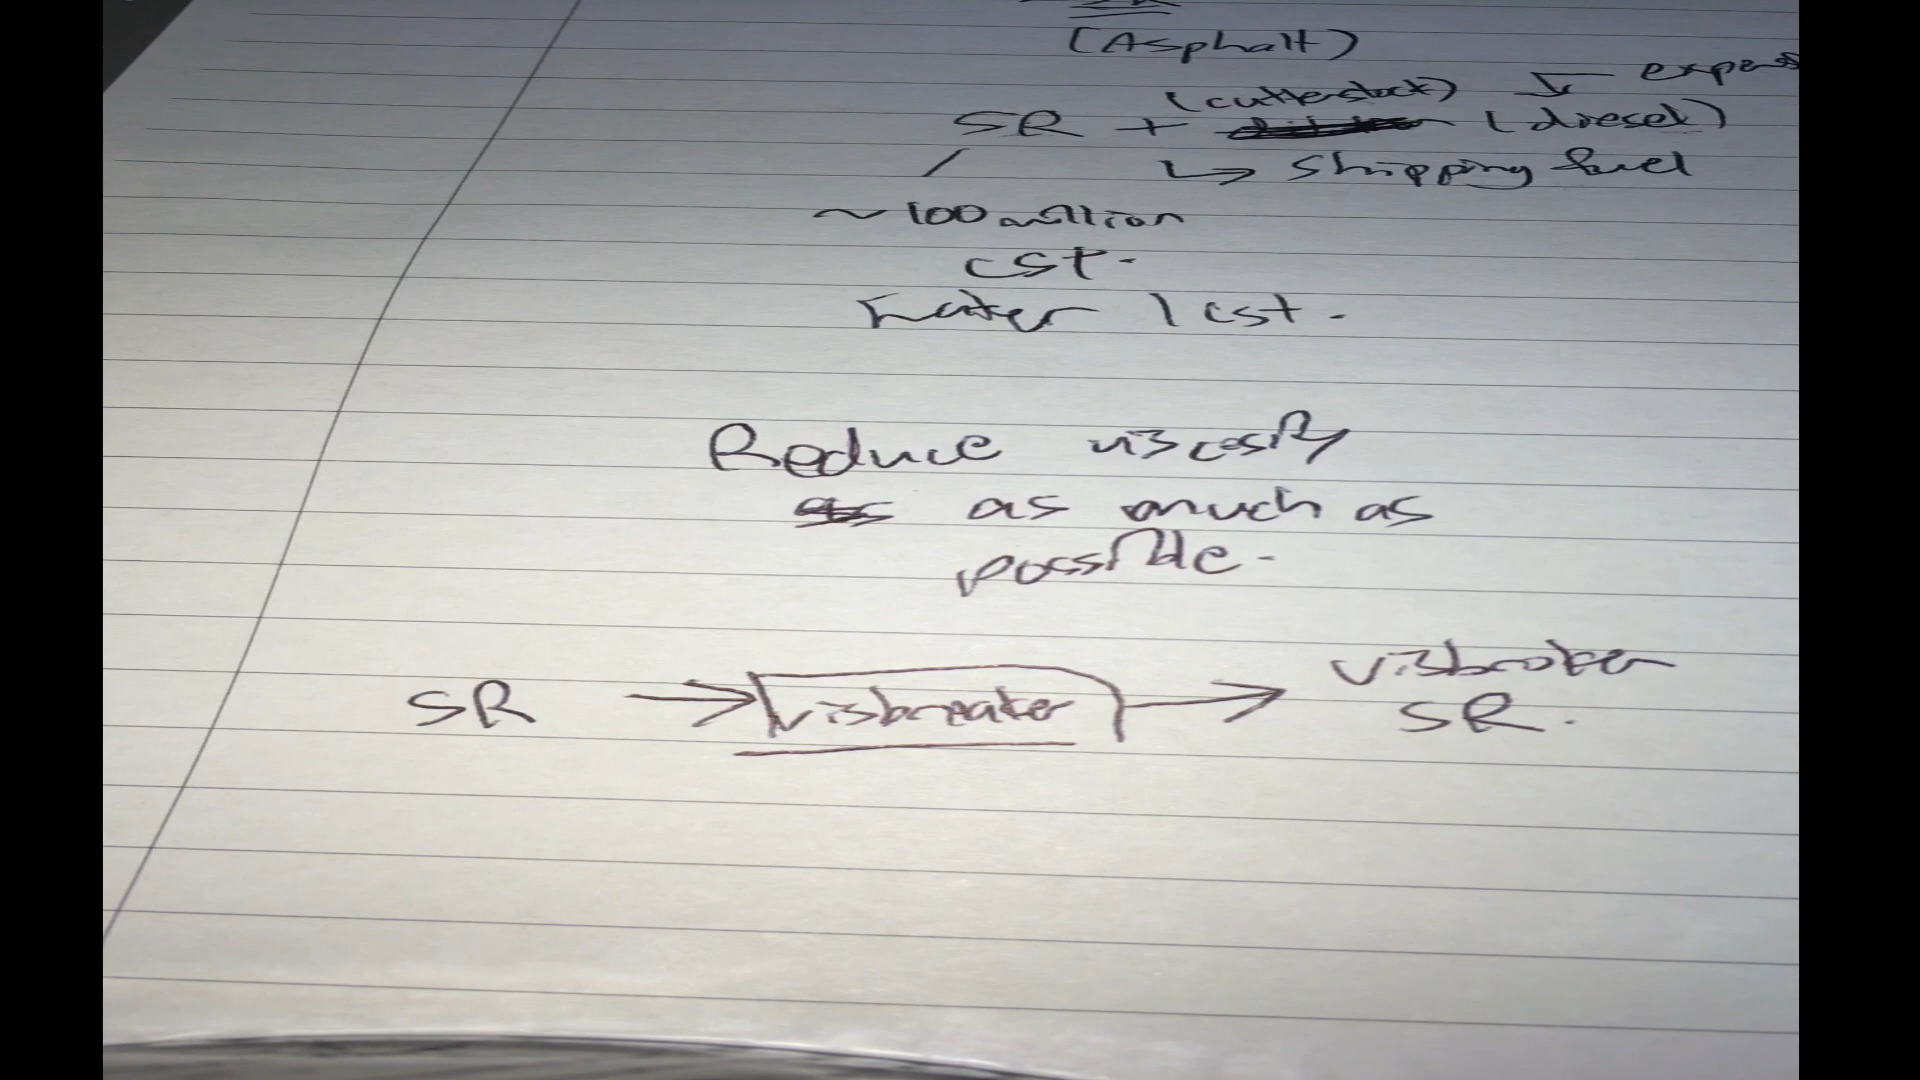 (Asphalt)
expens
(cutterstock)
SR + (diesel)
↳ Shipping fuel
~ 100 million
cst.
water 1 cst.
Reduce viscosity
as as much as
possible.
SR → visbreaker → visbroken
SR.